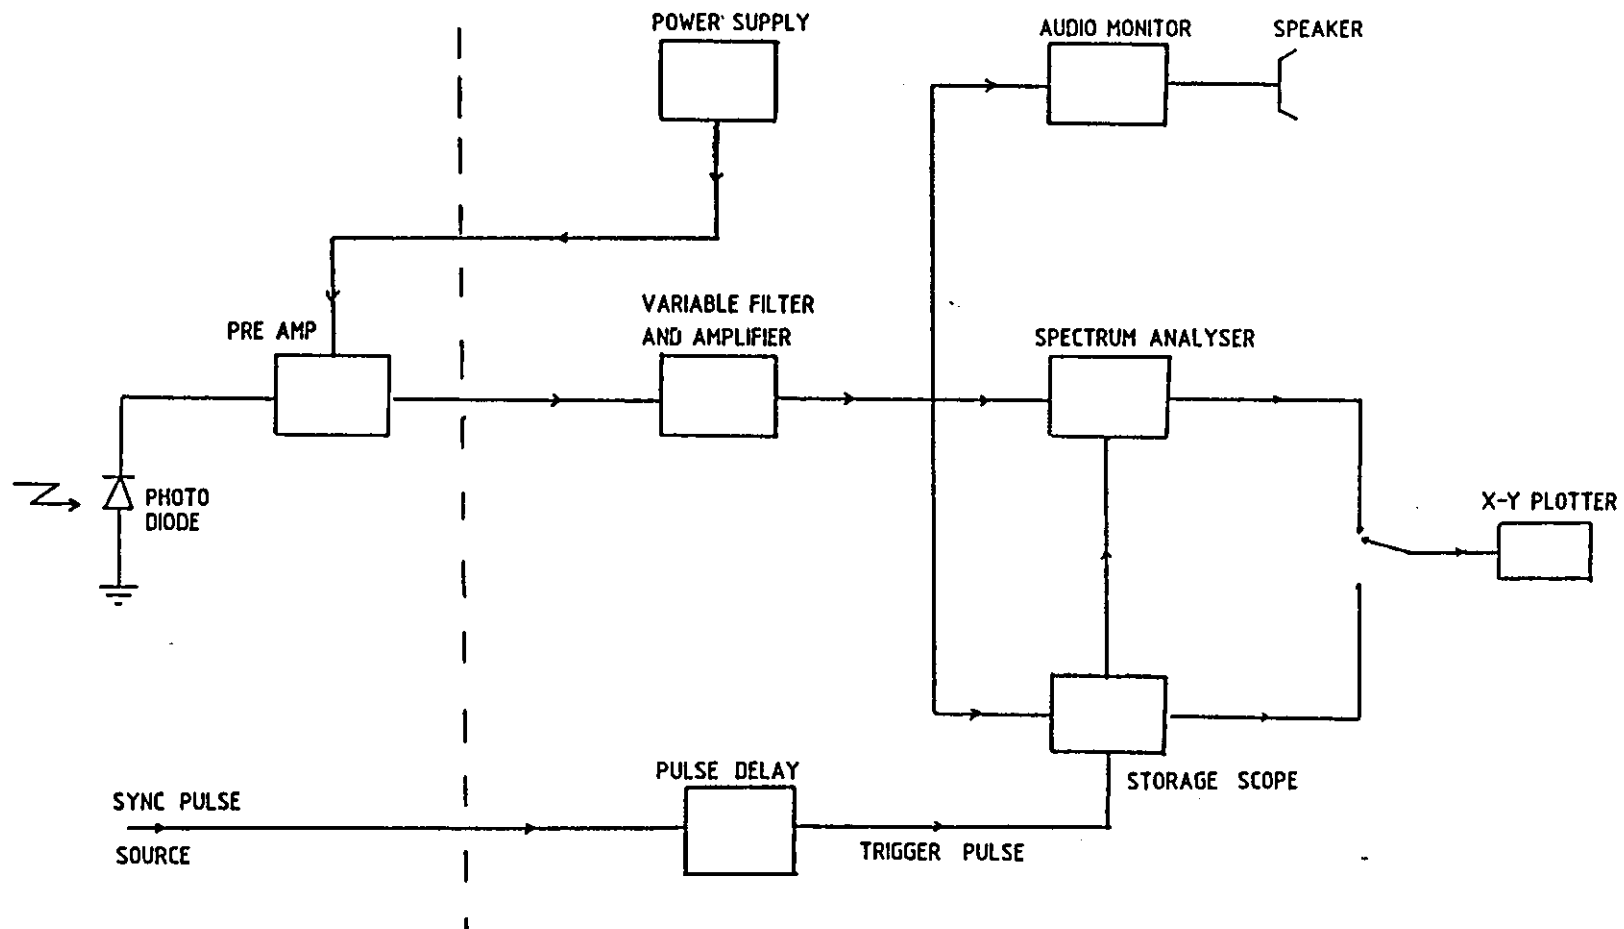 POWER SUPPLY
AUDIO MONITOR
SPEAKER
PRE AMP
VARIABLE FILTER
AND AMPLIFIER
SPECTRUM ANALYSER
PHOTO
DIODE
X-Y PLOTTER
SYNC PULSE
SOURCE
PULSE DELAY
TRIGGER PULSE
STORAGE SCOPE